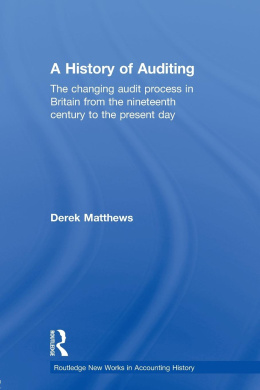 A History of Auditing
The changing audit process in
Britain from the nineteenth
century to the present day
Derek Matthews
ROUTLEDGE
Routledge New Works in Accounting History